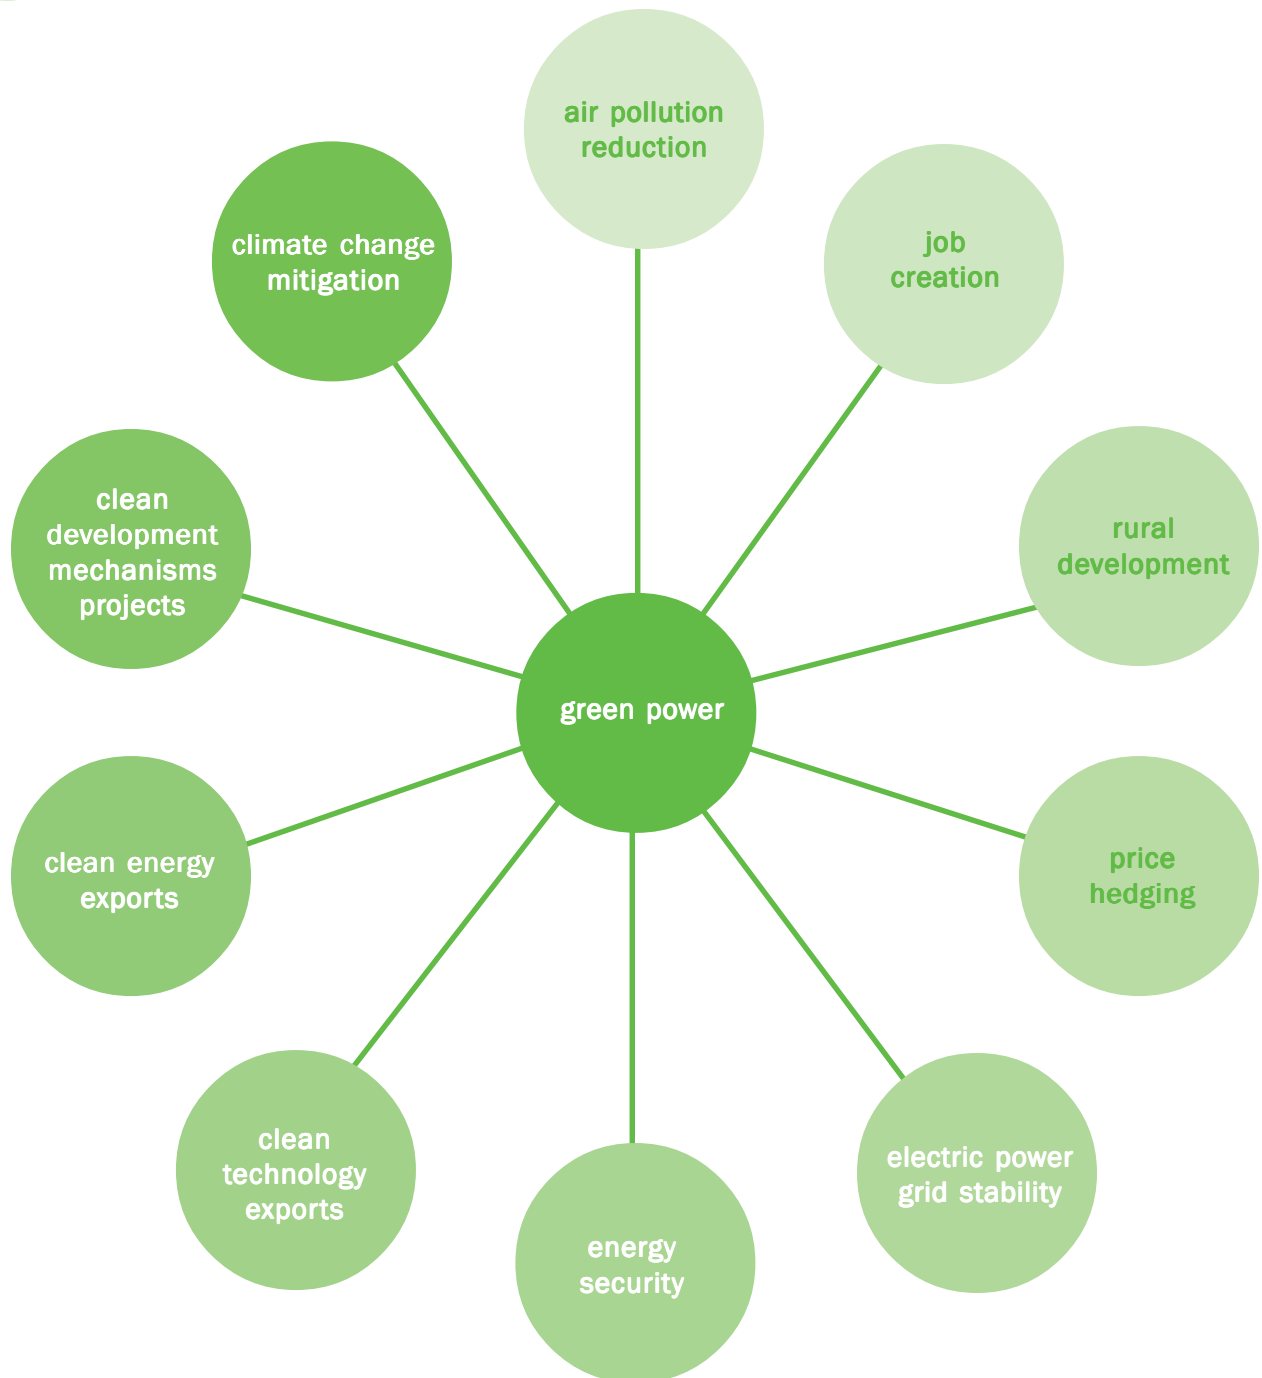 air pollution
reduction
job
creation
rural
development
price
hedging
electric power
grid stability
energy
security
clean
technology
exports
clean energy
exports
clean
development
mechanisms
projects
climate change
mitigation
green power